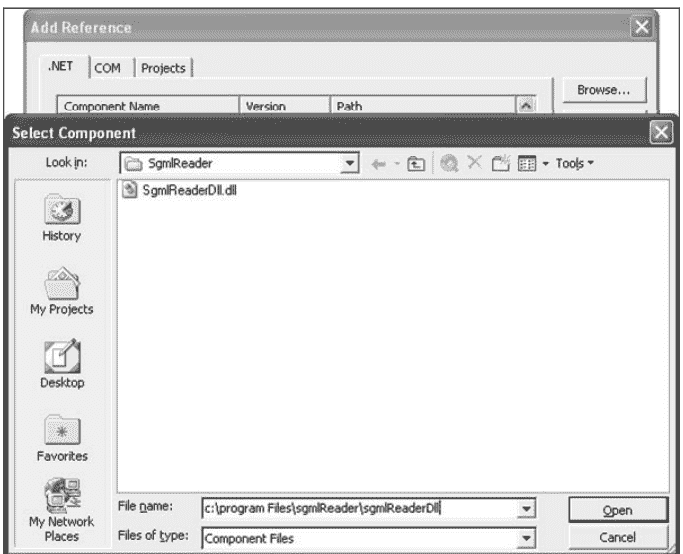 Add Reference
.NET COM Projects
Browse...
Component Name Version Path
Select Component
Look in: SgmlReader Tools
SgmlReaderDll.dll
History
My Projects
Desktop
Favorites
My Network
Places
File name: c:\program Files\sgmlReader\sgmlReaderDll
Open
Files of type: Component Files
Cancel